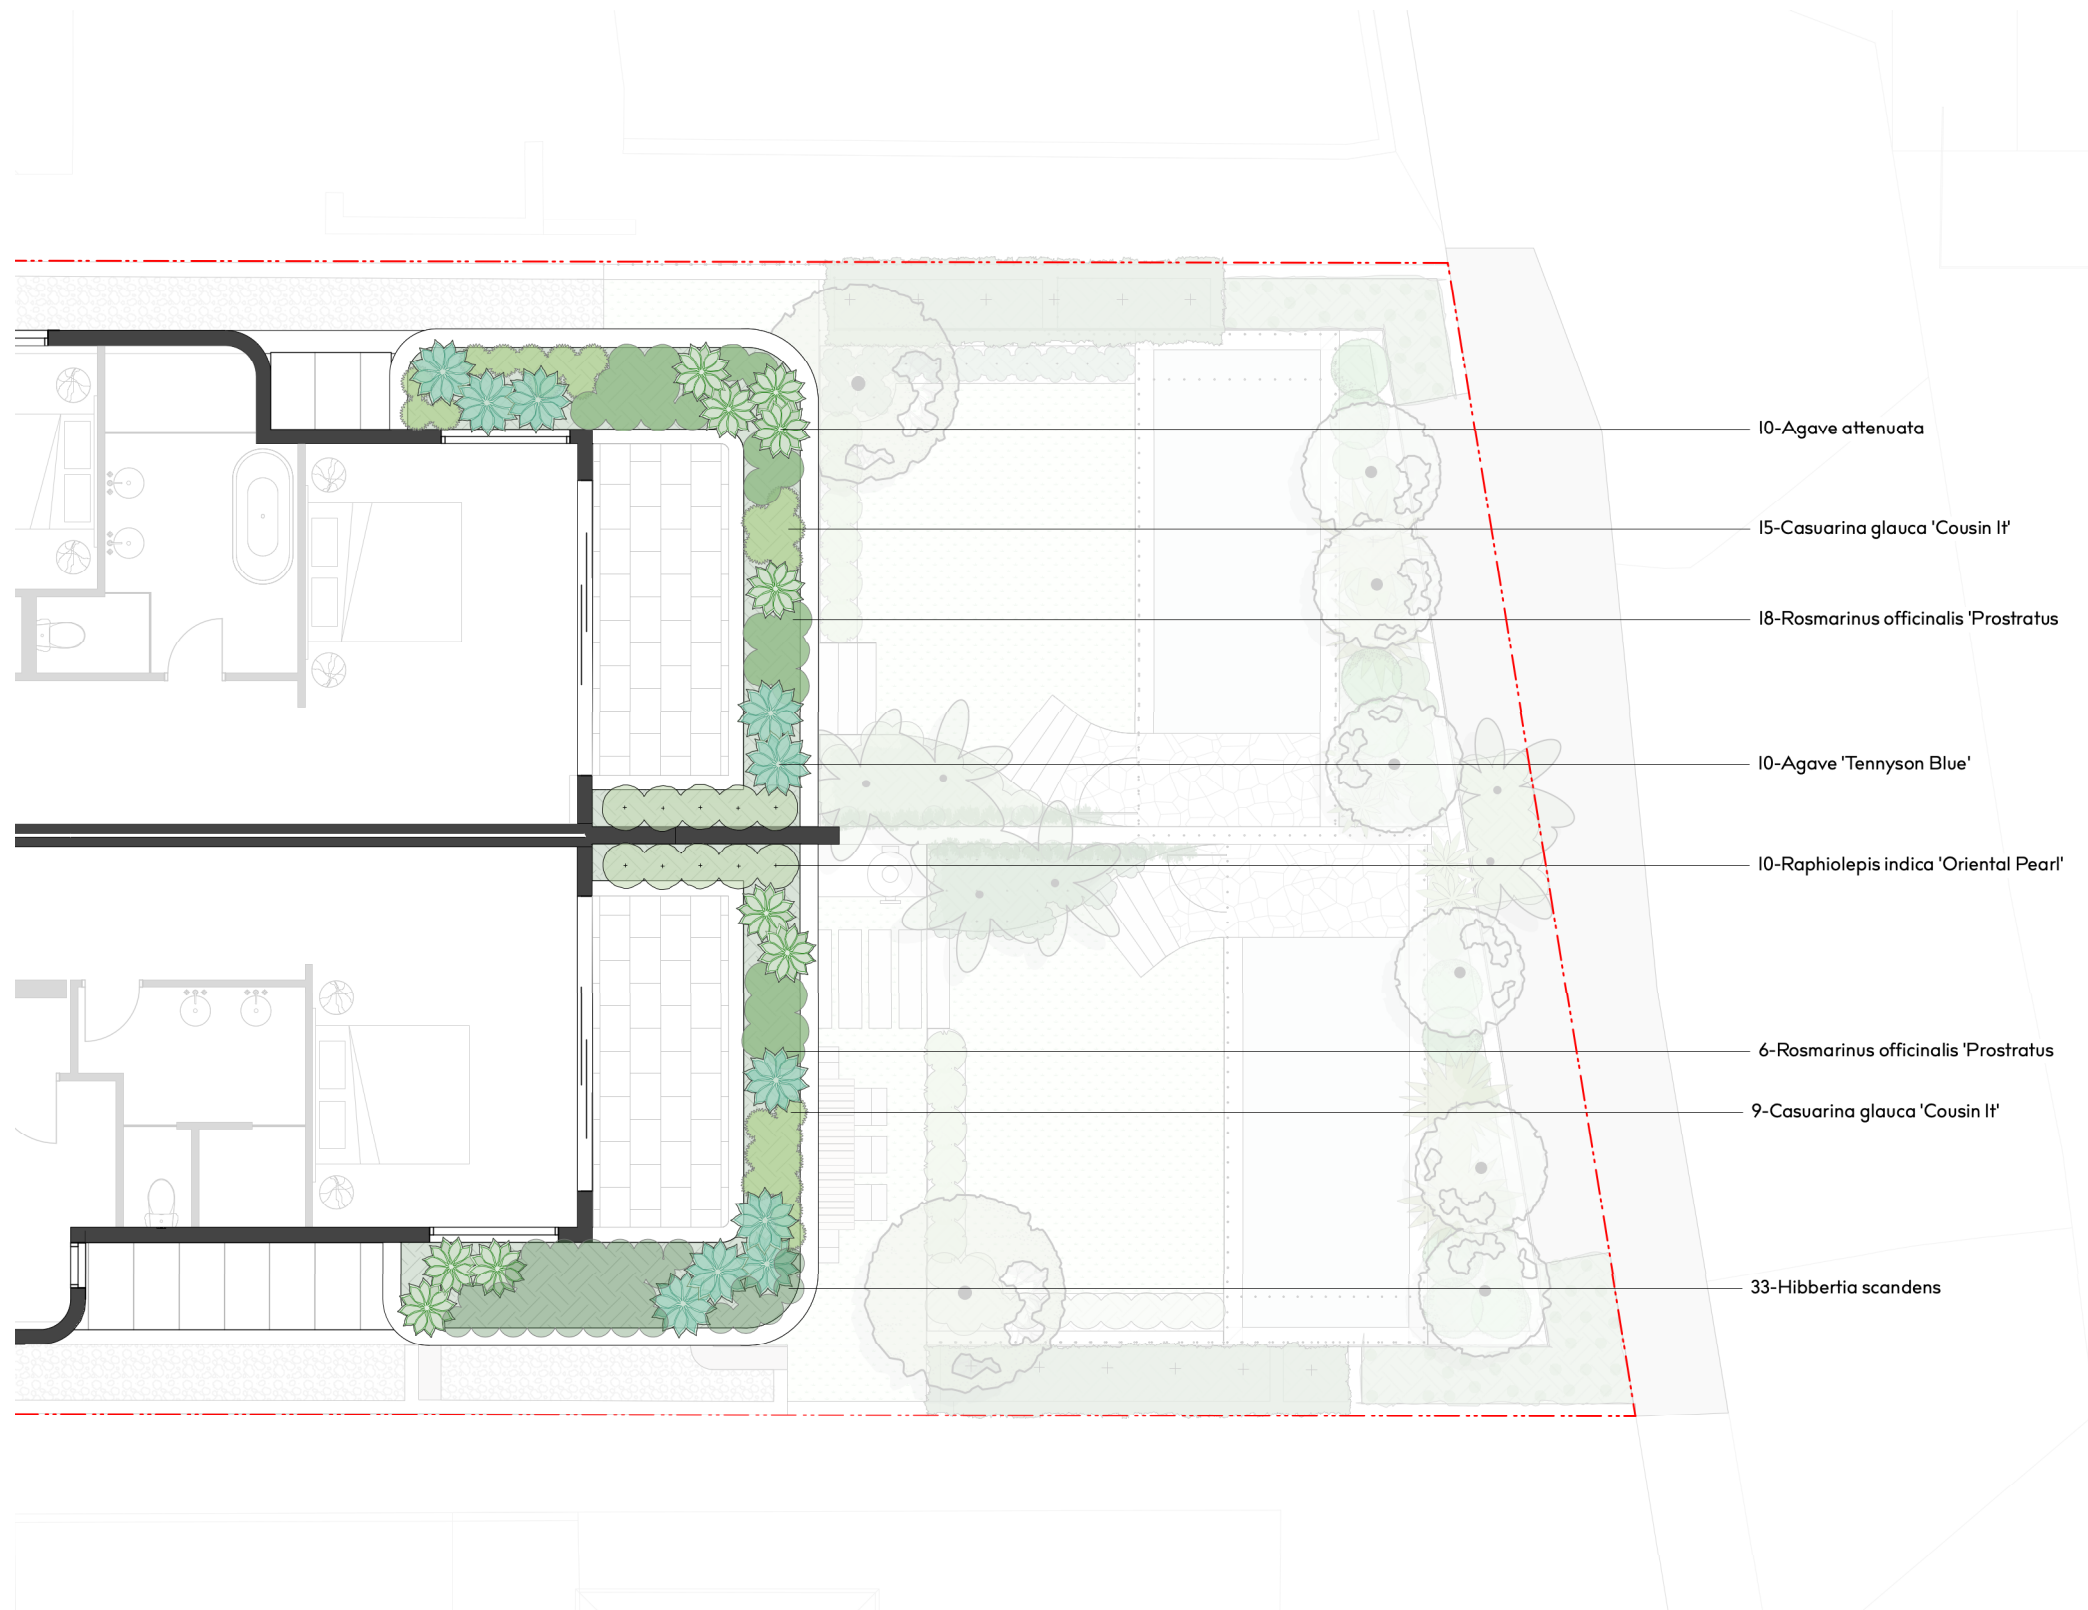 10-Agave attenuata
15-Casuarina glauca 'Cousin It'
18-Rosmarinus officinalis 'Prostratus
10-Agave 'Tennyson Blue'
10-Raphiolepis indica 'Oriental Pearl'
6-Rosmarinus officinalis 'Prostratus
9-Casuarina glauca 'Cousin It'
33-Hibbertia scandens